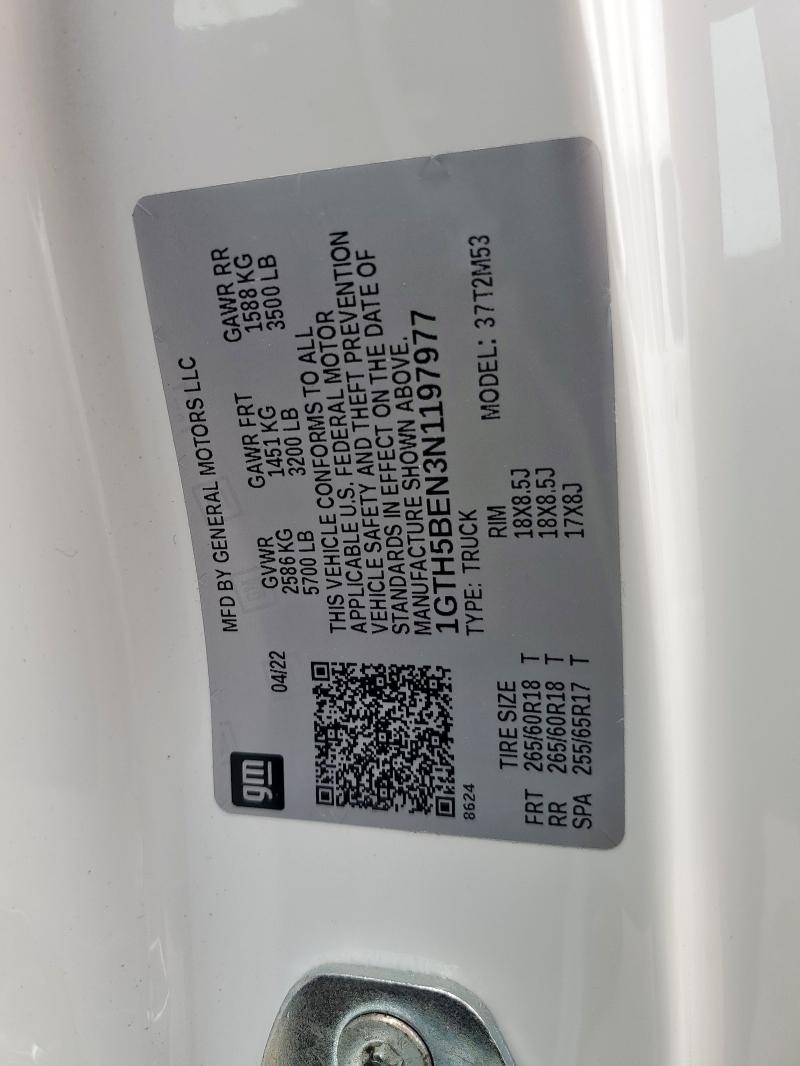 gm
04/22
MFD BY GENERAL MOTORS LLC
GVWR GAWR FRT GAWR RR
2586 KG 1451 KG 1588 KG
5700 LB 3200 LB 3500 LB
THIS VEHICLE CONFORMS TO ALL
APPLICABLE U.S. FEDERAL MOTOR
VEHICLE SAFETY AND THEFT PREVENTION
STANDARDS IN EFFECT ON THE DATE OF
MANUFACTURE SHOWN ABOVE.
1GTH5BEN3N1197977
TYPE: TRUCK MODEL: 37T2M53
8624
TIRE SIZE RIM
FRT 265/60R18 T 18X8.5J
RR 265/60R18 T 18X8.5J
SPA 255/65R17 T 17X8J